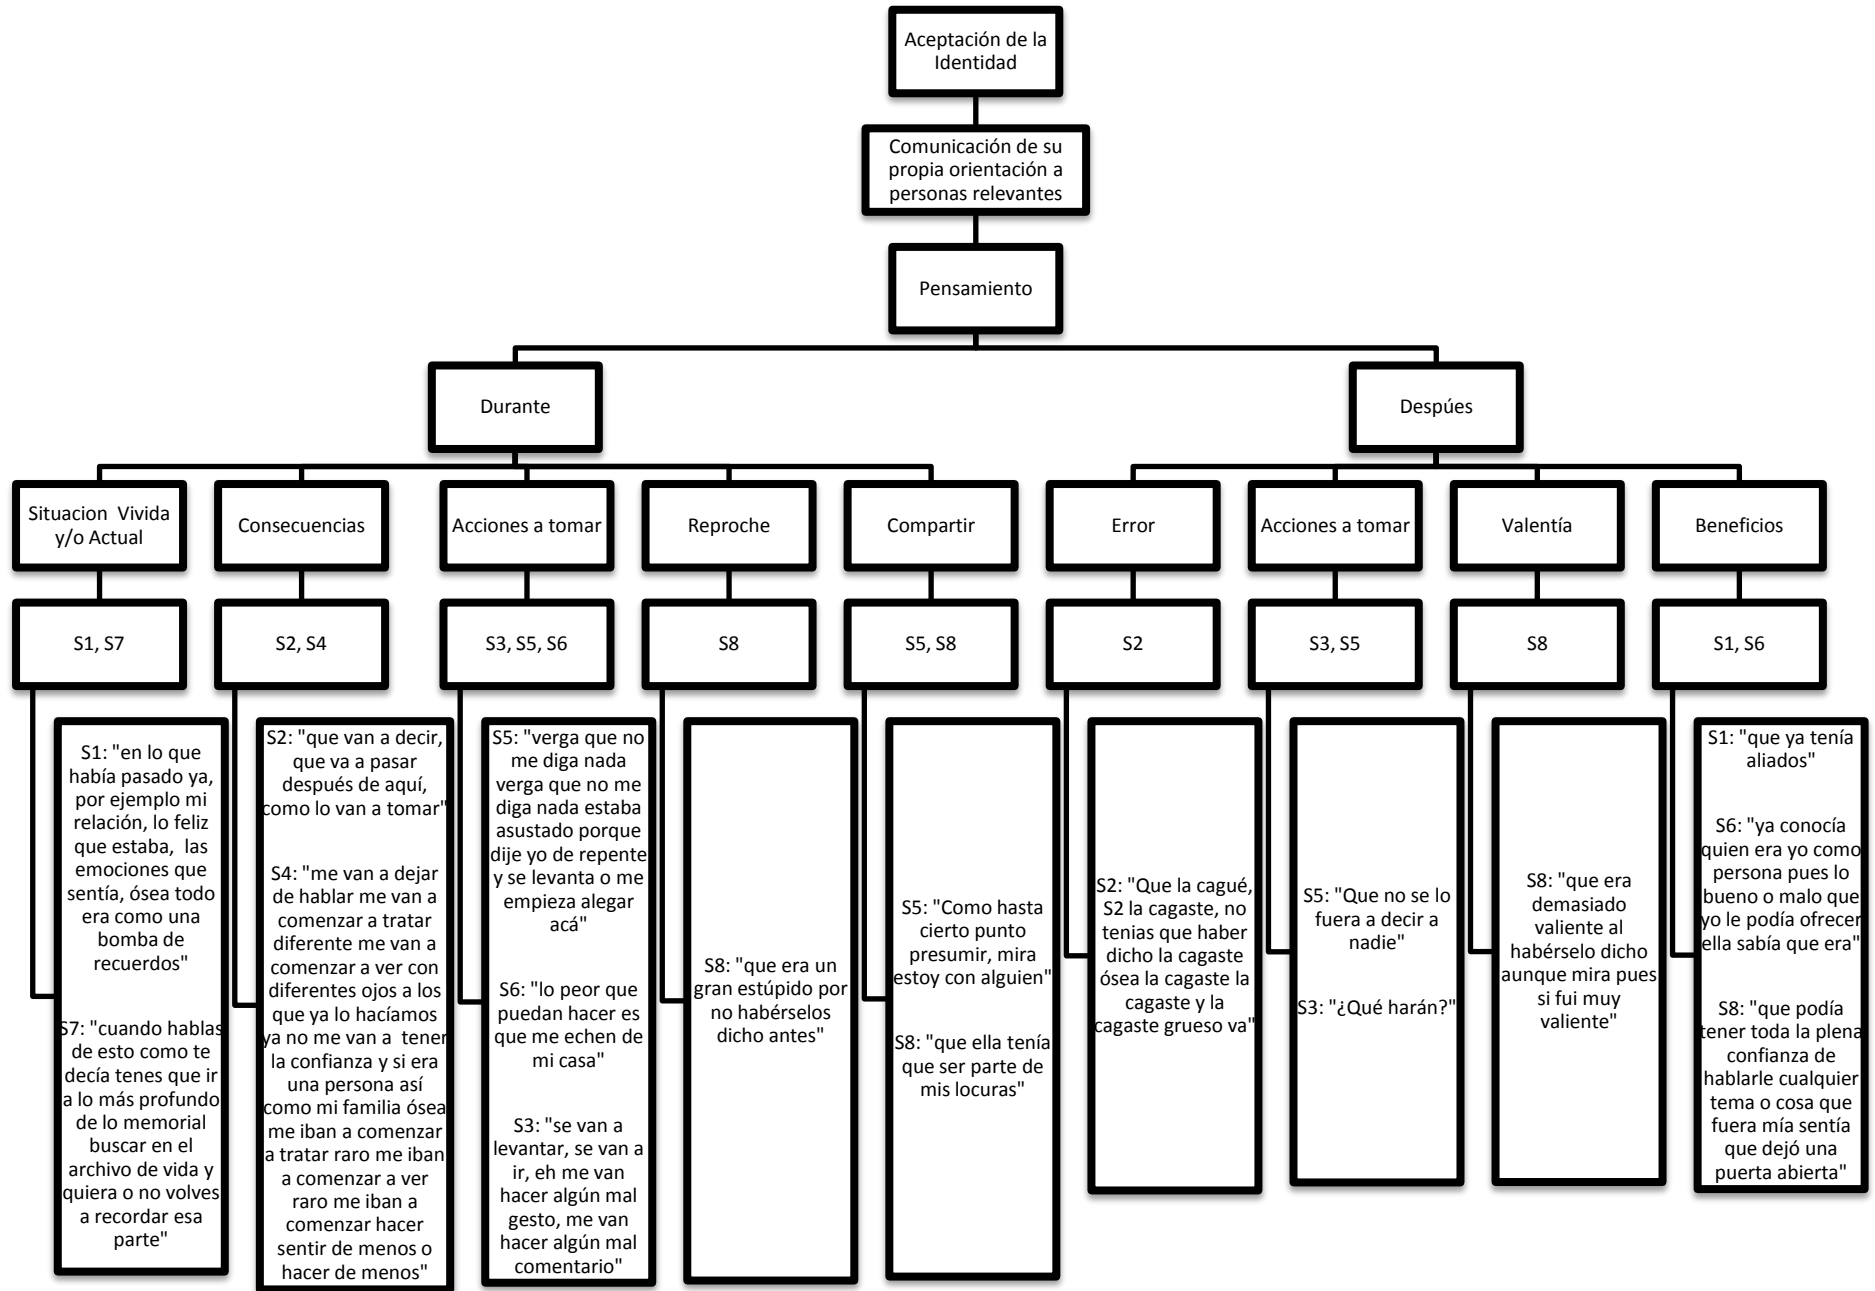 Aceptación de la
Identidad
Comunicación de su
propia orientación a
personas relevantes
Pensamiento
Durante
Despúes
Situacion  Vivida
y/o Actual
Consecuencias
Acciones a tomar
Reproche
Compartir
Error
Acciones a tomar
Valentía
Beneficios
S1, S7
S2, S4
S3, S5, S6
S8
S5, S8
S2
S3, S5
S8
S1, S6
S1: "en lo que
había pasado ya,
por ejemplo mi
relación, lo feliz
que estaba,  las
emociones que
sentía, ósea todo
era como una
bomba de
recuerdos"
S7: "cuando hablas
de esto como te
decía tenes que ir
a lo más profundo
de lo memorial
buscar en el
archivo de vida y
quiera o no volves
a recordar esa
parte"
S2: "que van a decir,
que va a pasar
después de aquí,
como lo van a tomar"
S4: "me van a dejar
de hablar me van a
comenzar a tratar
diferente me van a
comenzar a ver con
diferentes ojos a los
que ya lo hacíamos
ya no me van a  tener
la confianza y si era
una persona así
como mi familia ósea
me iban a comenzar
a tratar raro me iban
a comenzar a ver
raro me iban a
comenzar hacer
sentir de menos o
hacer de menos"
S5: "verga que no
me diga nada
verga que no me
diga nada estaba
asustado porque
dije yo de repente
y se levanta o me
empieza alegar
acá"
S6: "lo peor que
puedan hacer es
que me echen de
mi casa"
S3: "se van a
levantar, se van a
ir, eh me van
hacer algún mal
gesto, me van
hacer algún mal
comentario"
S8: "que era un
gran estúpido por
no habérselos
dicho antes"
S5: "Como hasta
cierto punto
presumir, mira
estoy con alguien"
S8: "que ella tenía
que ser parte de
mis locuras"
S2: "Que la cagué,
S2 la cagaste, no
tenias que haber
dicho la cagaste
ósea la cagaste la
cagaste y la
cagaste grueso va"
S5: "Que no se lo
fuera a decir a
nadie"
S3: "¿Qué harán?"
S8: "que era
demasiado
valiente al
habérselo dicho
aunque mira pues
si fui muy
valiente"
S1: "que ya tenía
aliados"
S6: "ya conocía
quien era yo como
persona pues lo
bueno o malo que
yo le podía ofrecer
ella sabía que era"
S8: "que podía
tener toda la plena
confianza de
hablarle cualquier
tema o cosa que
fuera mía sentía
que dejó una
puerta abierta"